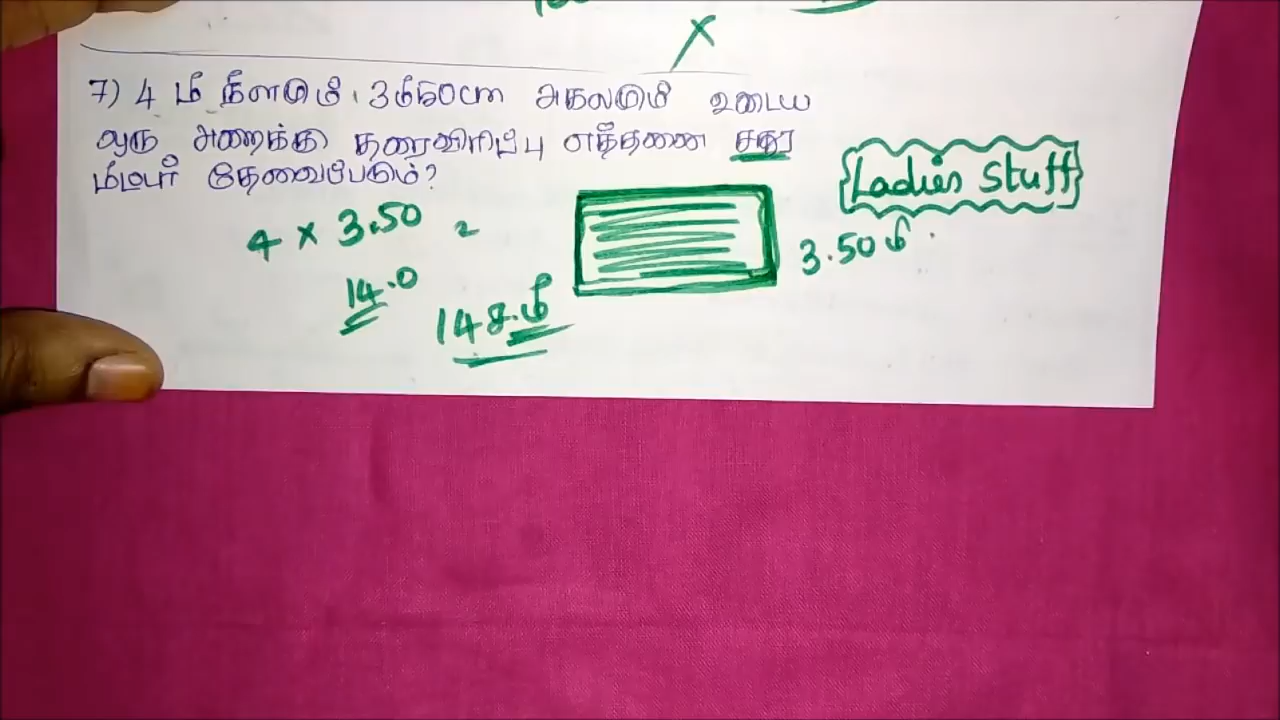 7) 4 மீ நீளமும் 3மீ50செமீ அகலமும் உடைய
ஒரு அறைக்கு தரைவிரிப்பு எத்தனை சதுர
மீட்டர் தேவைப்படும்?
Ladies Stuff
4 × 3.50 =
3.50 மீ
14.0
14 ச.மீ